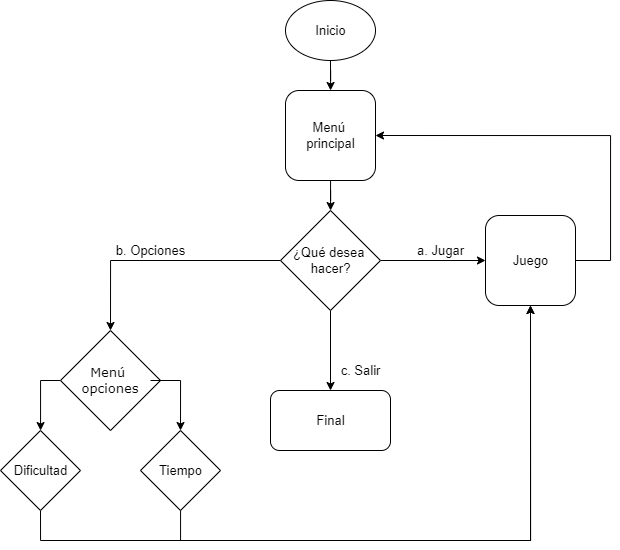 Inicio
Menú
principal
¿Qué desea
hacer?
b. Opciones
a. Jugar
Juego
c. Salir
Menú
opciones
Final
Dificultad
Tiempo